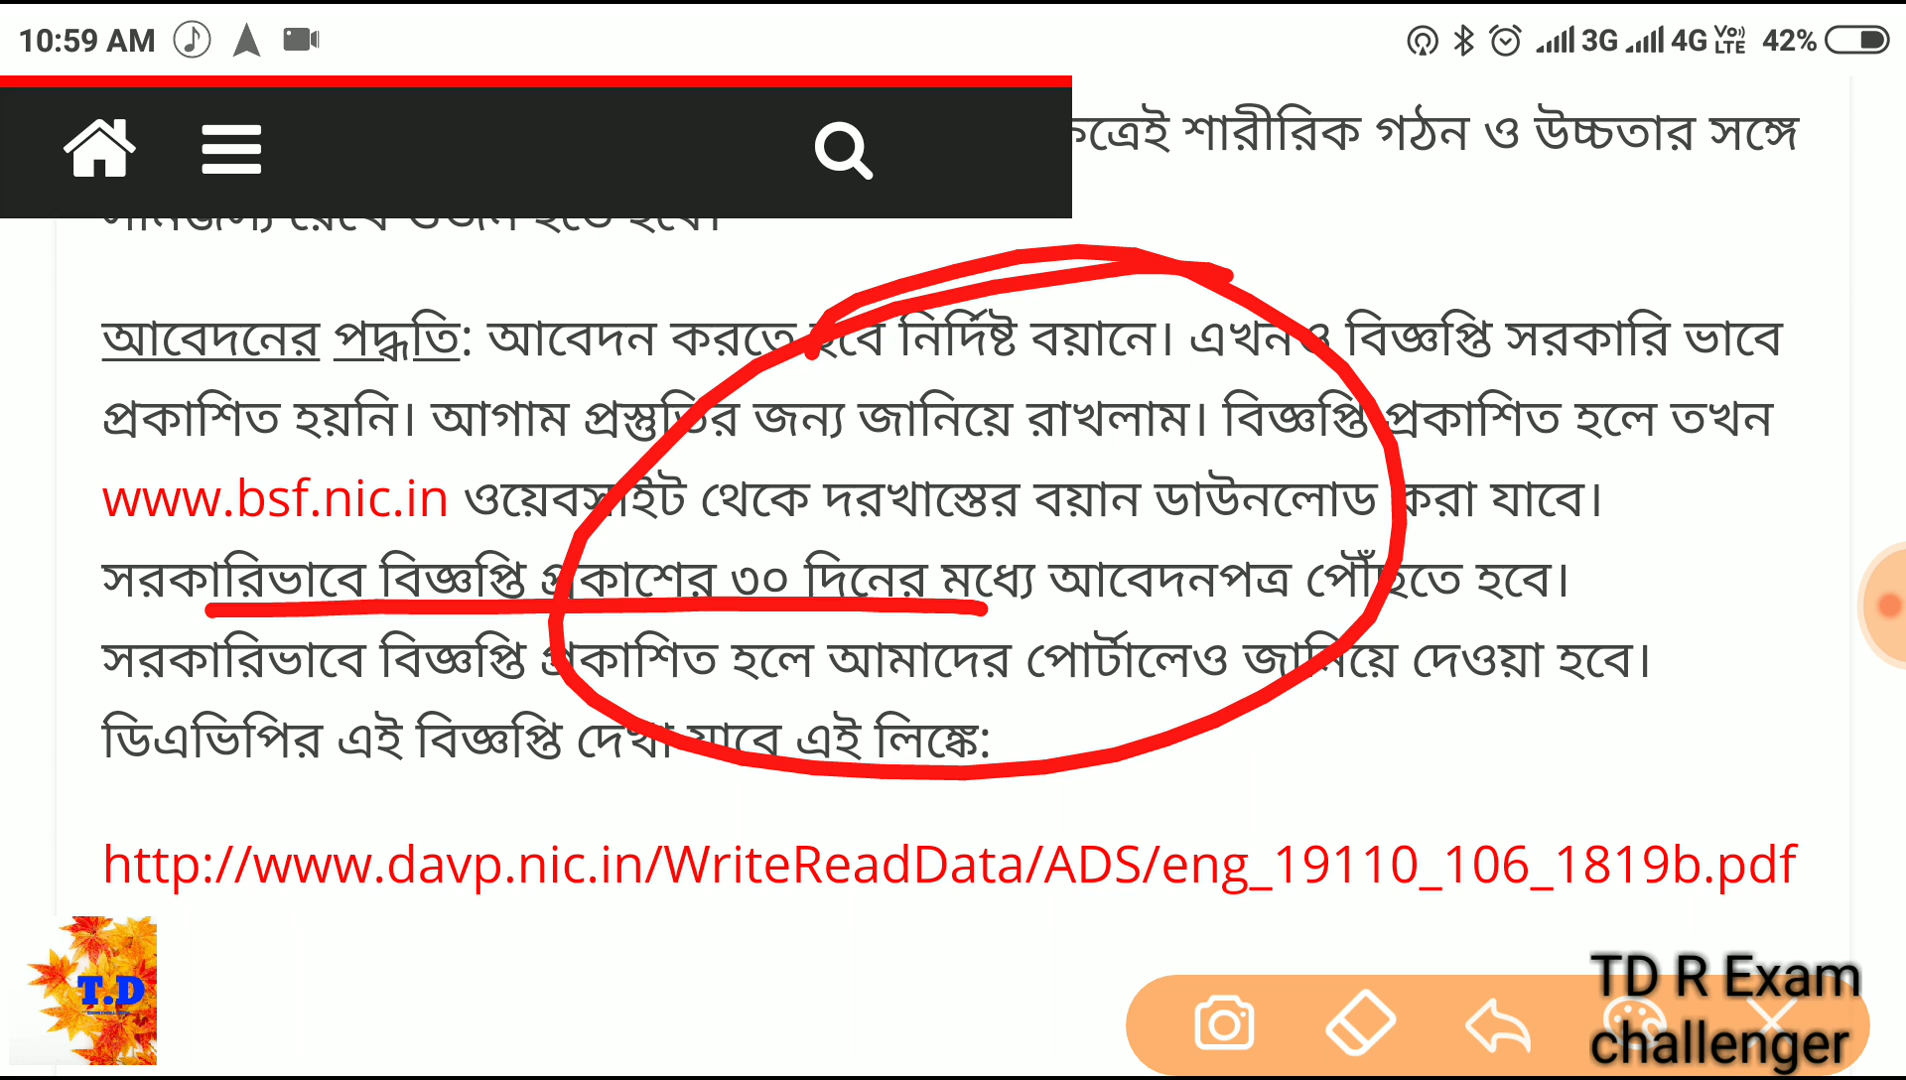 10:59 AM 3G 4G Vo) LTE 42%
শারীরিক গঠন ও উচ্চতার সঙ্গে
আবেদনের পদ্ধতি: আবেদন করতে হবে নির্দিষ্ট বয়ানে। এখনও বিজ্ঞপ্তি সরকারি ভাবে
প্রকাশিত হয়নি। আগাম প্রস্তুতির জন্য জানিয়ে রাখলাম। বিজ্ঞপ্তি প্রকাশিত হলে তখন
www.bsf.nic.in ওয়েবসাইট থেকে দরখাস্তের বয়ান ডাউনলোড করা যাবে।
সরকারিভাবে বিজ্ঞপ্তি প্রকাশের ৩০ দিনের মধ্যে আবেদনপত্র পৌঁছতে হবে।
সরকারিভাবে বিজ্ঞপ্তি প্রকাশিত হলে আমাদের পোর্টালেও জানিয়ে দেওয়া হবে।
ডিএভিপির এই বিজ্ঞপ্তি দেখা যাবে এই লিঙ্কে:
http://www.davp.nic.in/WriteReadData/ADS/eng_19110_106_1819b.pdf
T.D
TD R Exam
challenger